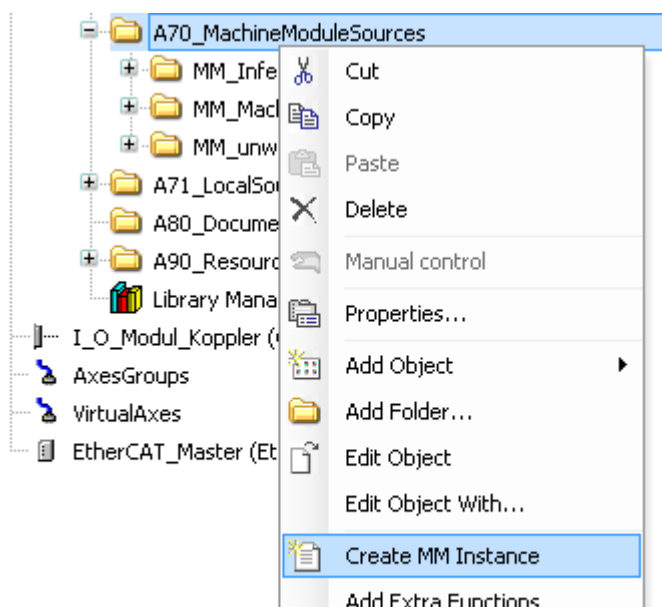 A70_MachineModuleSources
MM_Infe
MM_Macl
MM_unw
A71_LocalSou
A80_Docume
A90_Resourc
Library Mana
I_O_Modul_Koppler (
AxesGroups
VirtualAxes
EtherCAT_Master (Et
Cut
Copy
Paste
Delete
Manual control
Properties...
Add Object
Add Folder...
Edit Object
Edit Object With...
Create MM Instance
Add Extra Functions